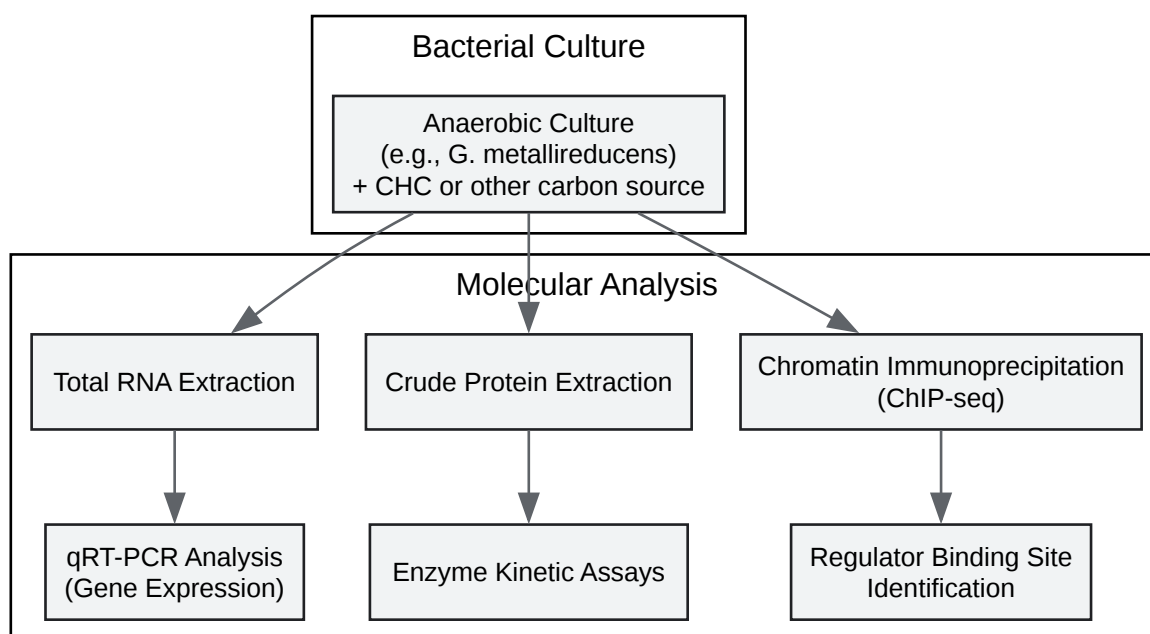 Bacterial Culture
Anaerobic Culture
(e.g., G. metallireducens)
+ CHC or other carbon source
Molecular Analysis
Total RNA Extraction
Crude Protein Extraction
Chromatin Immunoprecipitation
(ChIP-seq)
qRT-PCR Analysis
(Gene Expression)
Enzyme Kinetic Assays
Regulator Binding Site
Identification